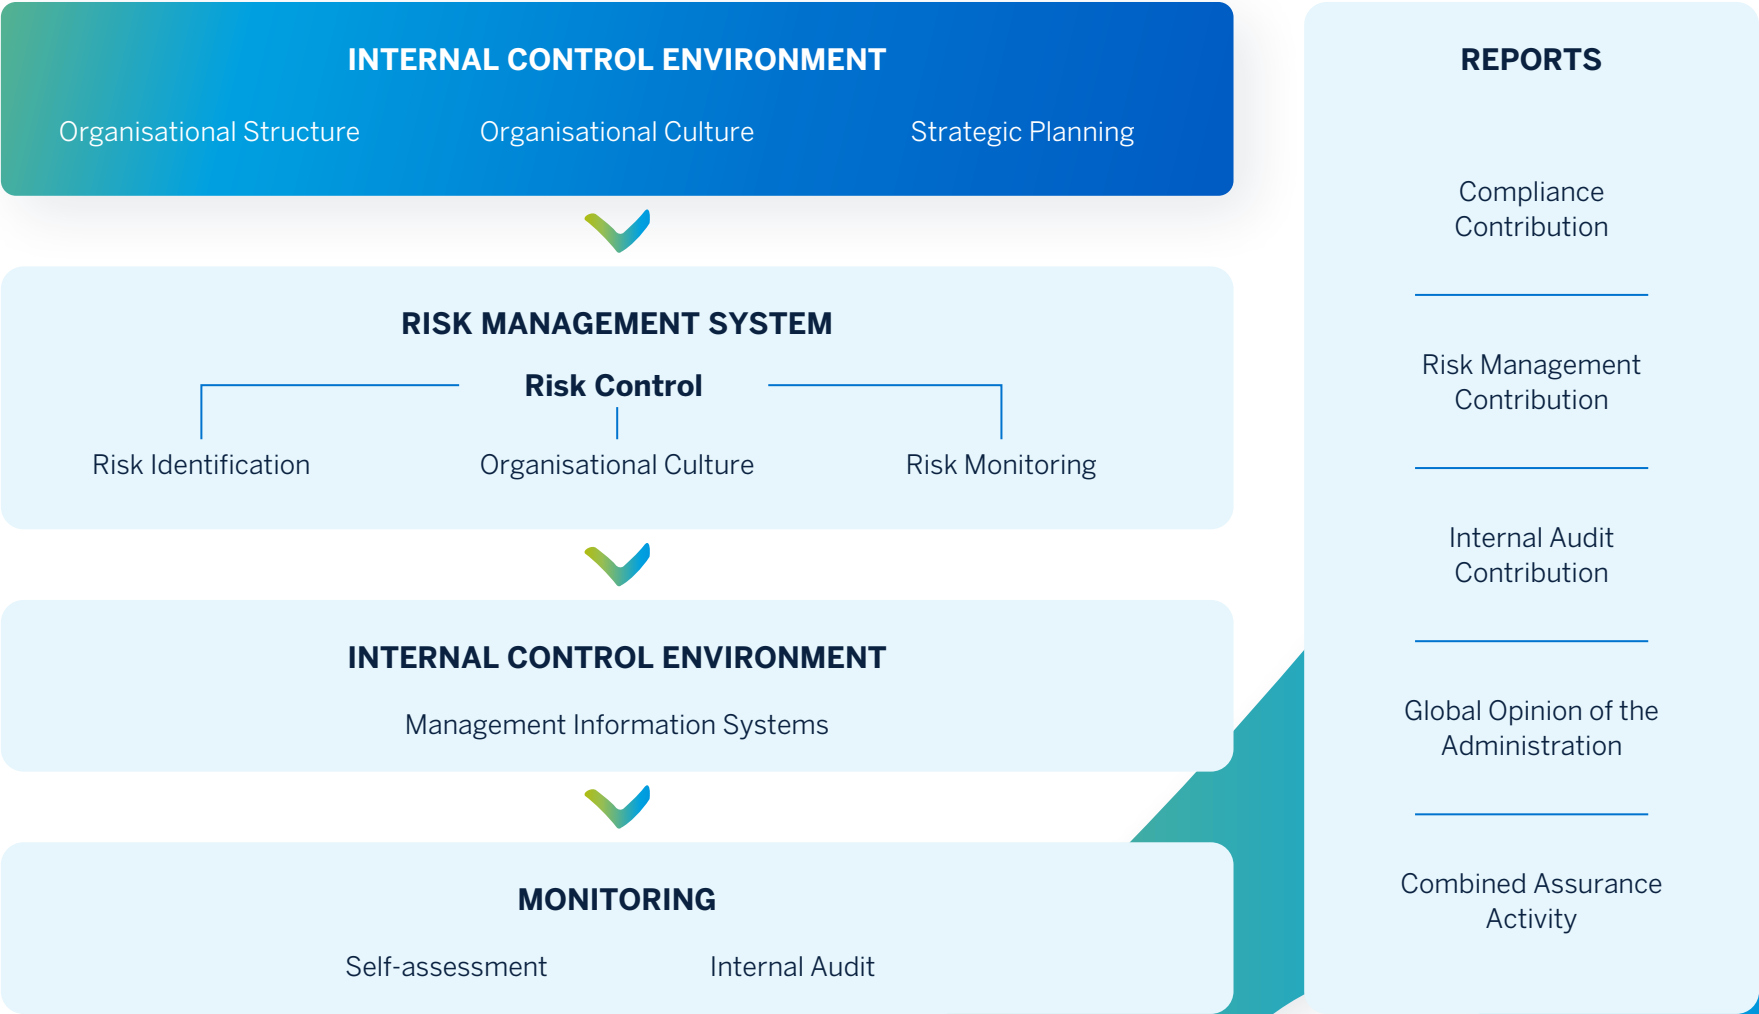 INTERNAL CONTROL ENVIRONMENT
Organisational Structure
Organisational Culture
Strategic Planning
RISK MANAGEMENT SYSTEM
Risk Control
Risk Identification
Organisational Culture
Risk Monitoring
INTERNAL CONTROL ENVIRONMENT
Management Information Systems
MONITORING
Self-assessment
Internal Audit
REPORTS
Compliance
Contribution
Risk Management
Contribution
Internal Audit
Contribution
Global Opinion of the
Administration
Combined Assurance
Activity